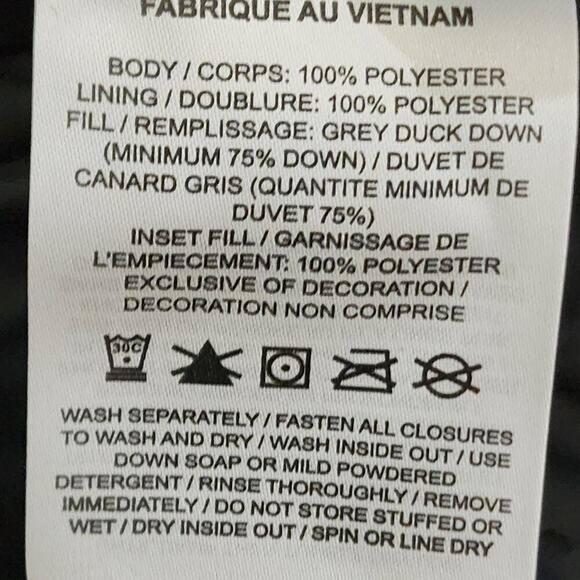 FABRIQUE AU VIETNAM
BODY / CORPS: 100% POLYESTER
LINING / DOUBLURE: 100% POLYESTER
FILL / REMPLISSAGE: GREY DUCK DOWN
(MINIMUM 75% DOWN) / DUVET DE
CANARD GRIS (QUANTITE MINIMUM DE
DUVET 75%)
INSET FILL / GARNISSAGE DE
L'EMPIECEMENT: 100% POLYESTER
EXCLUSIVE OF DECORATION /
DECORATION NON COMPRISE
30C
WASH SEPARATELY / FASTEN ALL CLOSURES
TO WASH AND DRY / WASH INSIDE OUT / USE
DOWN SOAP OR MILD POWDERED
DETERGENT / RINSE THOROUGHLY / REMOVE
IMMEDIATELY / DO NOT STORE STUFFED OR
WET / DRY INSIDE OUT / SPIN OR LINE DRY